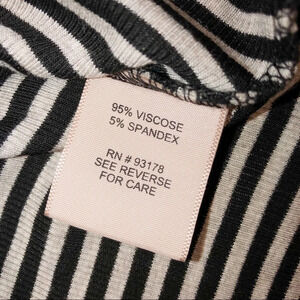 95% VISCOSE
5% SPANDEX
RN # 93178
SEE REVERSE
FOR CARE